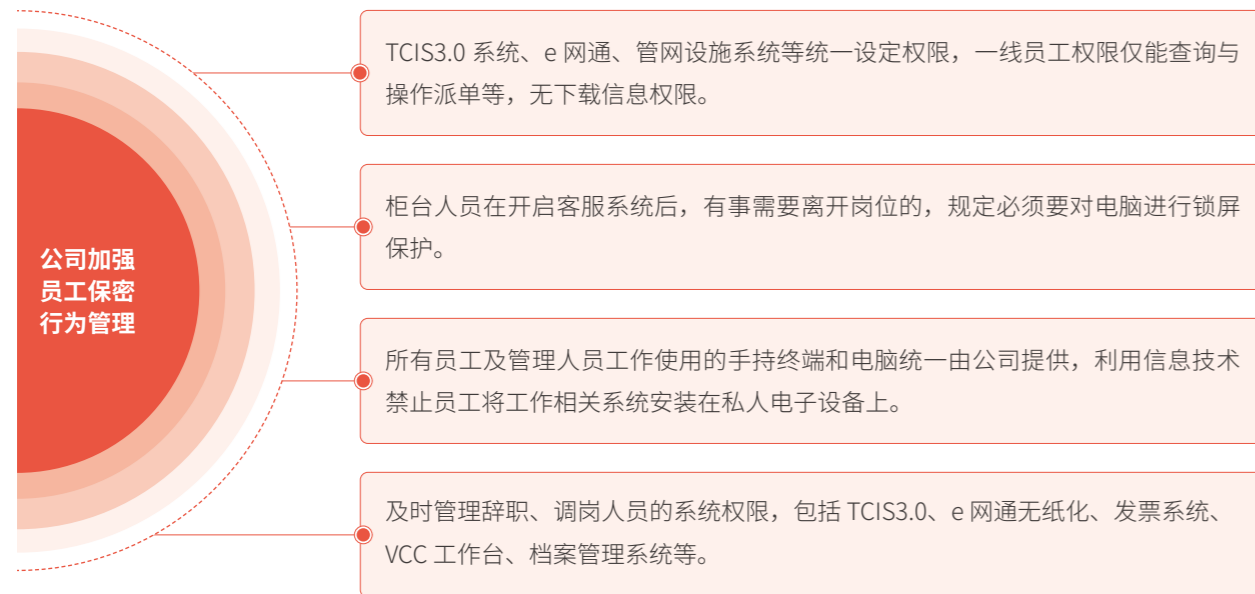 公司加强
员工保密
行为管理
TCIS3.0 系统、e 网通、管网设施系统等统一设定权限，一线员工权限仅能查询与
操作派单等，无下载信息权限。
柜台人员在开启客服系统后，有事需要离开岗位的，规定必须要对电脑进行锁屏
保护。
所有员工及管理人员工作使用的手持终端和电脑统一由公司提供，利用信息技术
禁止员工将工作相关系统安装在私人电子设备上。
及时管理辞职、调岗人员的系统权限，包括 TCIS3.0、e 网通无纸化、发票系统、
VCC 工作台、档案管理系统等。